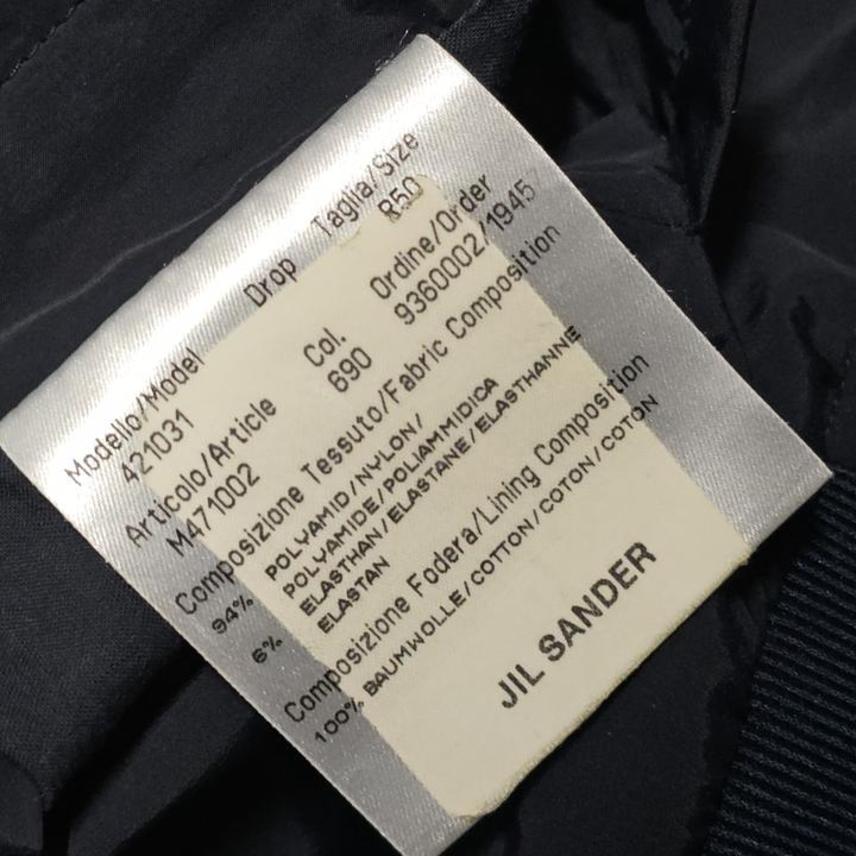 Modello/Model Drop Taglia/Size
421031 R50
Articolo/Article Col. Ordine/Order
M471002 690 9360002/1945
Composizione Tessuto/Fabric Composition
94% POLYAMID/NYLON/
POLYAMIDE/POLIAMMIDICA
6% ELASTHAN/ELASTANE/ELASTHANNE
ELASTAN
Composizione Fodera/Lining Composition
100% BAUMWOLLE/COTTON/COTON/COTON
JIL SANDER